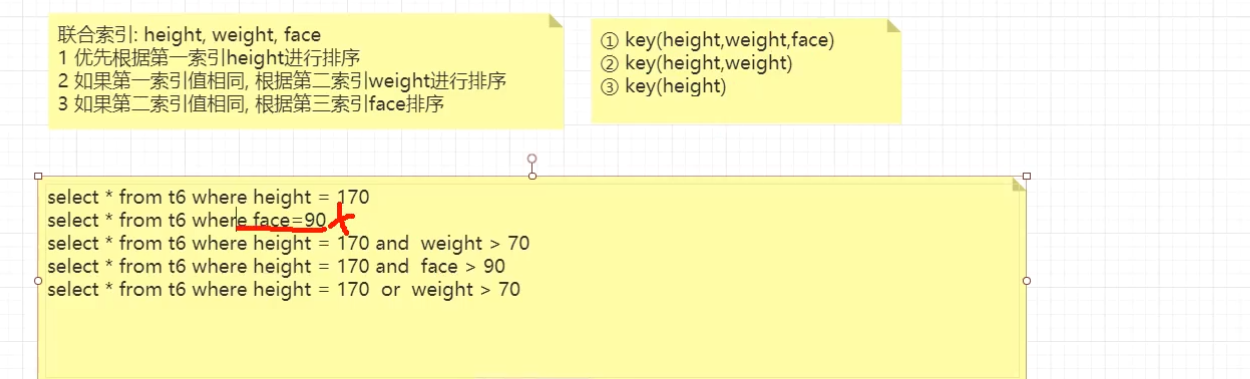 联合索引: height, weight, face
1 优先根据第一索引height进行排序
2 如果第一索引值相同, 根据第二索引weight进行排序
3 如果第二索引值相同, 根据第三索引face排序
① key(height,weight,face)
② key(height,weight)
③ key(height)
select * from t6 where height = 170
select * from t6 where face=90
select * from t6 where height = 170 and weight > 70
select * from t6 where height = 170 and face > 90
select * from t6 where height = 170 or weight > 70